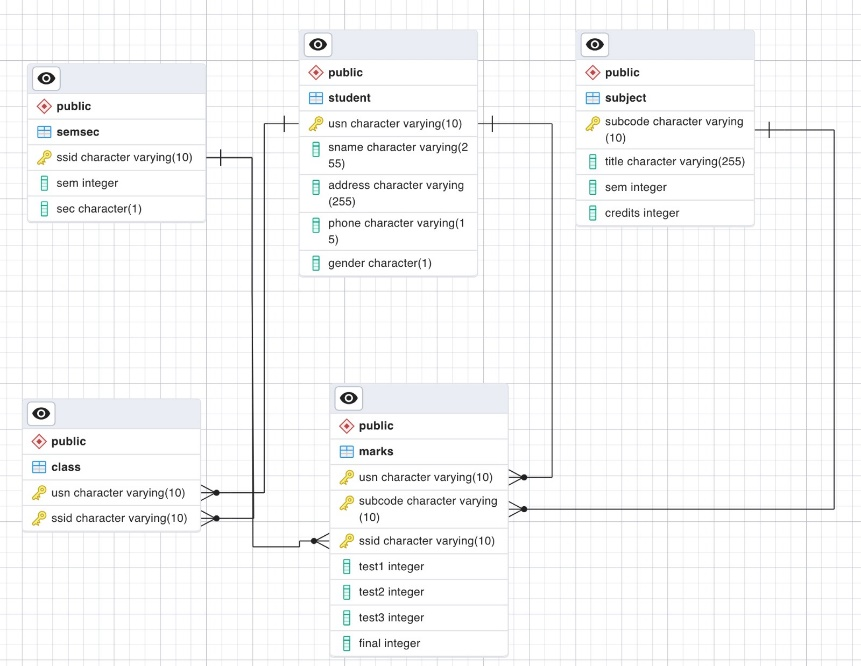 public
semsec
ssid character varying(10)
sem integer
sec character(1)
public
student
usn character varying(10)
sname character varying(2
55)
address character varying
(255)
phone character varying(1
5)
gender character(1)
public
subject
subcode character varying
(10)
title character varying(255)
sem integer
credits integer
public
class
usn character varying(10)
ssid character varying(10)
public
marks
usn character varying(10)
subcode character varying
(10)
ssid character varying(10)
test1 integer
test2 integer
test3 integer
final integer